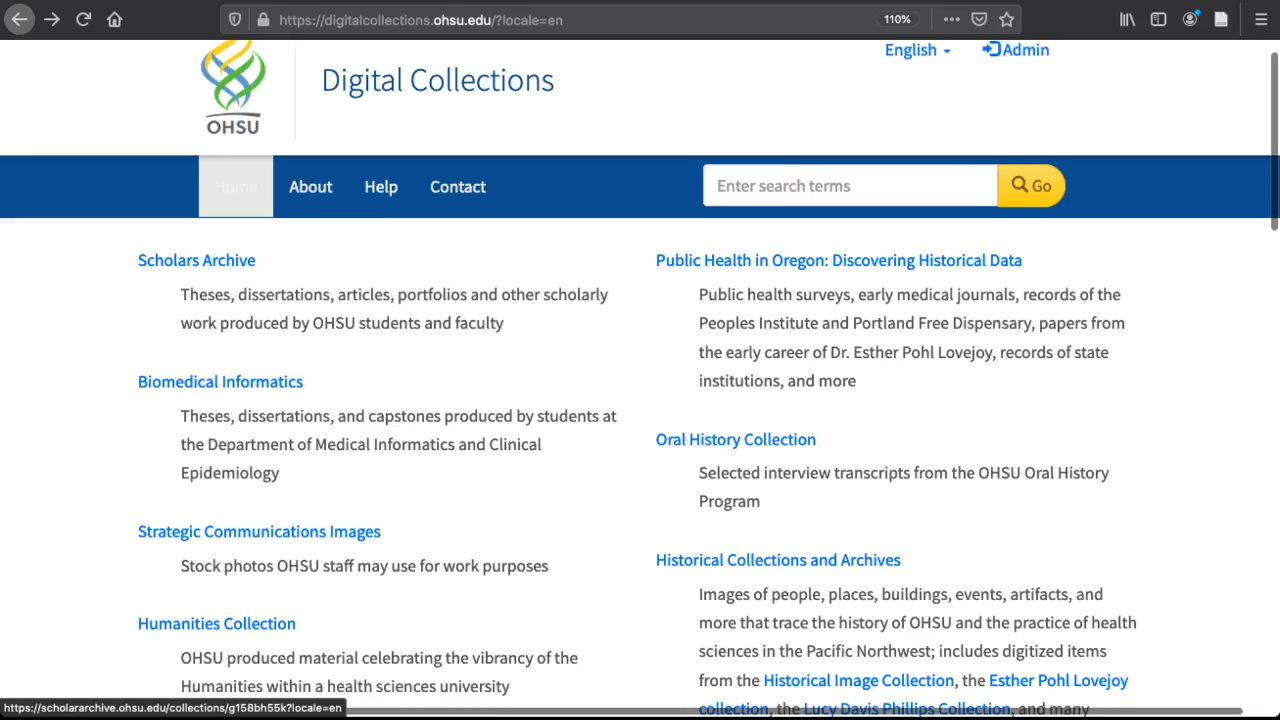 https://digitalcollections.ohsu.edu/?locale=en
110%
English
Admin
OHSU
Digital Collections
Home
About
Help
Contact
Enter search terms
Go
Scholars Archive
Theses, dissertations, articles, portfolios and other scholarly
work produced by OHSU students and faculty
Biomedical Informatics
Theses, dissertations, and capstones produced by students at
the Department of Medical Informatics and Clinical
Epidemiology
Strategic Communications Images
Stock photos OHSU staff may use for work purposes
Humanities Collection
OHSU produced material celebrating the vibrancy of the
Humanities within a health sciences university
Public Health in Oregon: Discovering Historical Data
Public health surveys, early medical journals, records of the
Peoples Institute and Portland Free Dispensary, papers from
the early career of Dr. Esther Pohl Lovejoy, records of state
institutions, and more
Oral History Collection
Selected interview transcripts from the OHSU Oral History
Program
Historical Collections and Archives
Images of people, places, buildings, events, artifacts, and
more that trace the history of OHSU and the practice of health
sciences in the Pacific Northwest; includes digitized items
from the Historical Image Collection, the Esther Pohl Lovejoy
collection, the Lucy Davis Phillips Collection, and many
https://scholararchive.ohsu.edu/collections/g158bh55k?locale=en